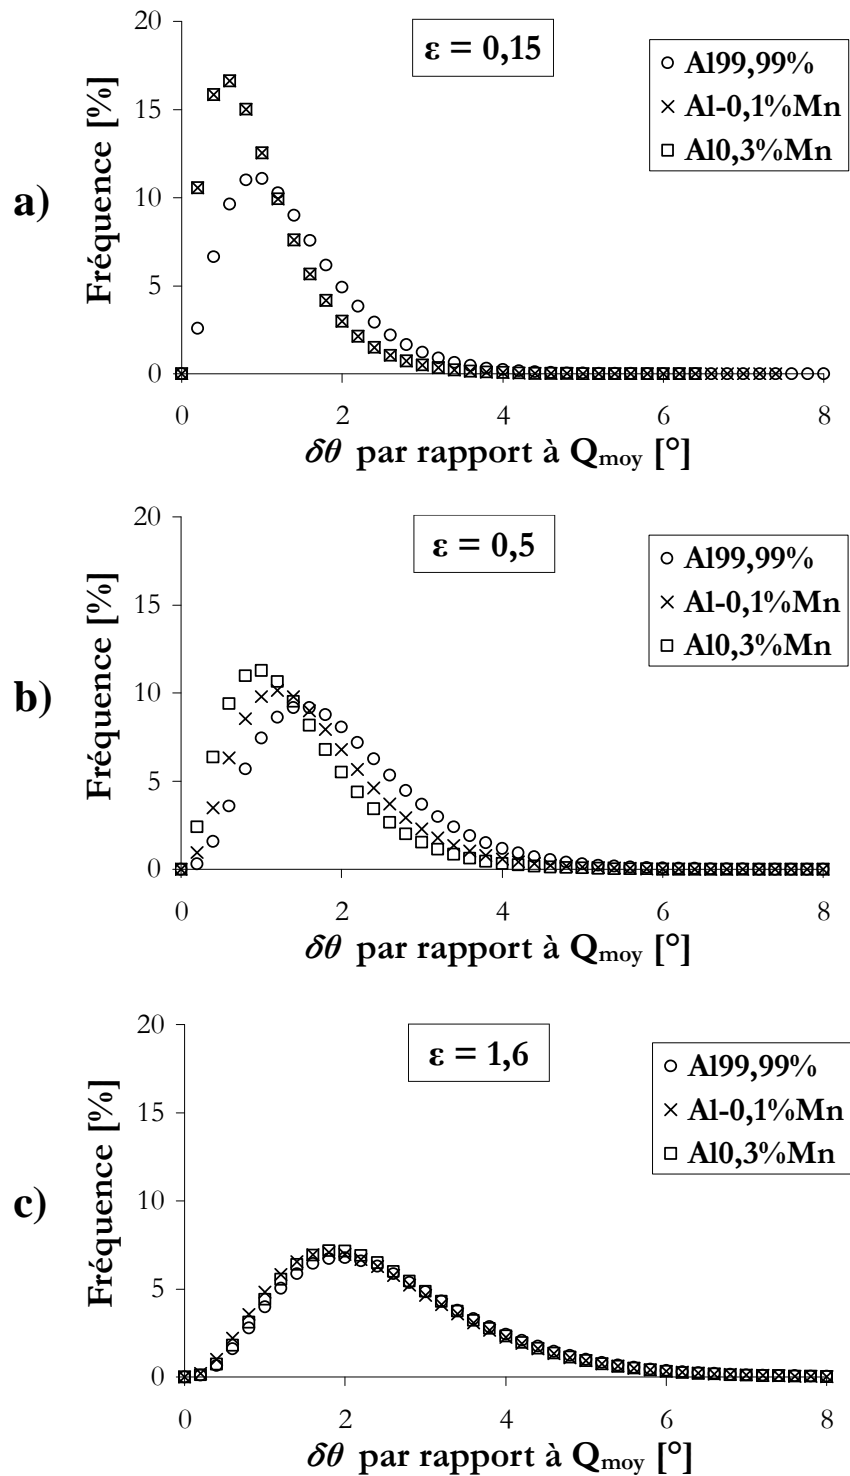 ε = 0,15
Al99,99%
Al-0,1%Mn
Al0,3%Mn
a)
Fréquence [%]
20
15
10
5
0
0 2 4 6 8
δθ par rapport à Qmoy [°]
ε = 0,5
Al99,99%
Al-0,1%Mn
Al0,3%Mn
b)
Fréquence [%]
20
15
10
5
0
0 2 4 6 8
δθ par rapport à Qmoy [°]
ε = 1,6
Al99,99%
Al-0,1%Mn
Al0,3%Mn
c)
Fréquence [%]
20
15
10
5
0
0 2 4 6 8
δθ par rapport à Qmoy [°]